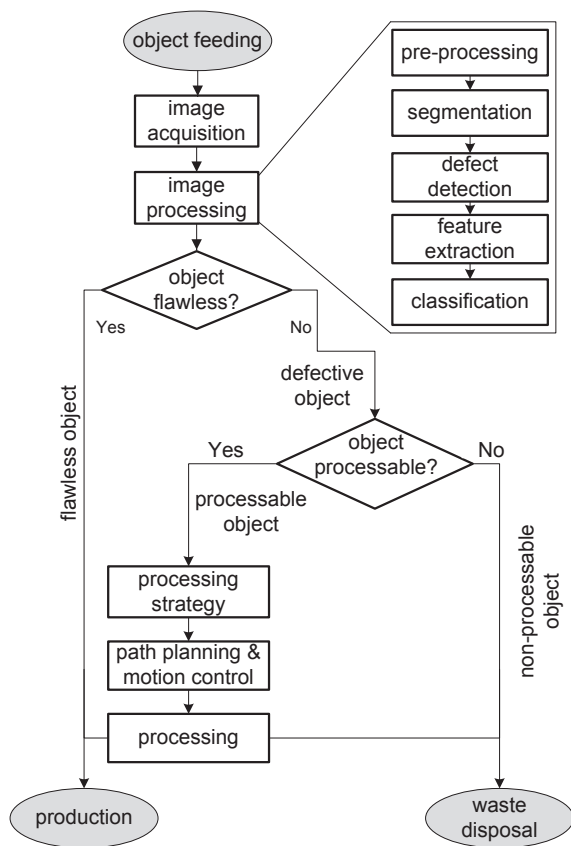 object feeding
image
acquisition
image
processing
pre-processing
segmentation
defect
detection
feature
extraction
classification
object
flawless?
Yes
No
flawless object
defective
object
object
processable?
Yes
No
processable
object
non-processable
object
processing
strategy
path planning &
motion control
processing
production
waste
disposal